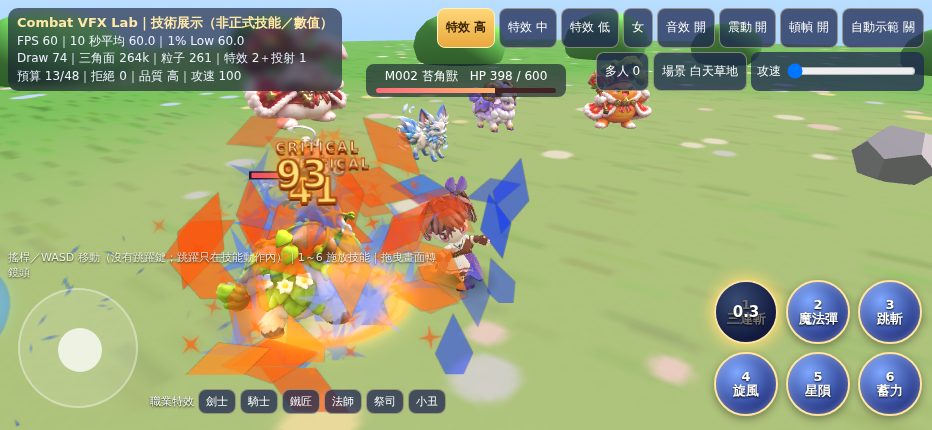 Combat VFX Lab｜技術展示（非正式技能／數值）
FPS 60｜10 秒平均 60.0｜1% Low 60.0
Draw 74｜三角面 264k｜粒子 261｜特效 2＋投射 1
預算 13/48｜拒絕 0｜品質 高｜攻速 100
特效 高
特效 中
特效 低
女
音效 開
震動 開
頓幀 開
自動示範 關
多人 0
場景 白天草地
攻速
M002 苔角獸 HP 398 / 600
CRITICAL
CRITICAL
93
41
搖桿／WASD 移動（沒有跳躍鍵；跳躍只在技能動作內）｜1～6 施放技能｜拖曳畫面轉
鏡頭
1
三連斬
0.3
2
魔法彈
3
跳斬
4
旋風
5
星隕
6
蓄力
職業特效
劍士
騎士
鐵匠
法師
祭司
小丑